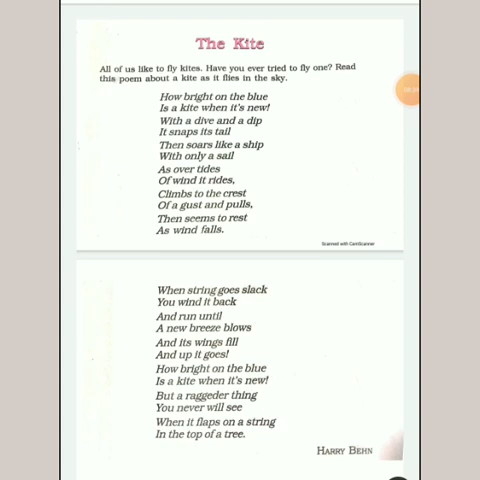 The Kite
All of us like to fly kites. Have you ever tried to fly one? Read
this poem about a kite as it flies in the sky.
How bright on the blue
Is a kite when it's new!
With a dive and a dip
It snaps its tail
Then soars like a ship
With only a sail
As over tides
Of wind it rides,
Climbs to the crest
Of a gust and pulls,
Then seems to rest
As wind falls.
Scanned with CamScanner
When string goes slack
You wind it back
And run until
A new breeze blows
And its wings fill
And up it goes!
How bright on the blue
Is a kite when it's new!
But a raggeder thing
You never will see
When it flaps on a string
In the top of a tree.
HARRY BEHN